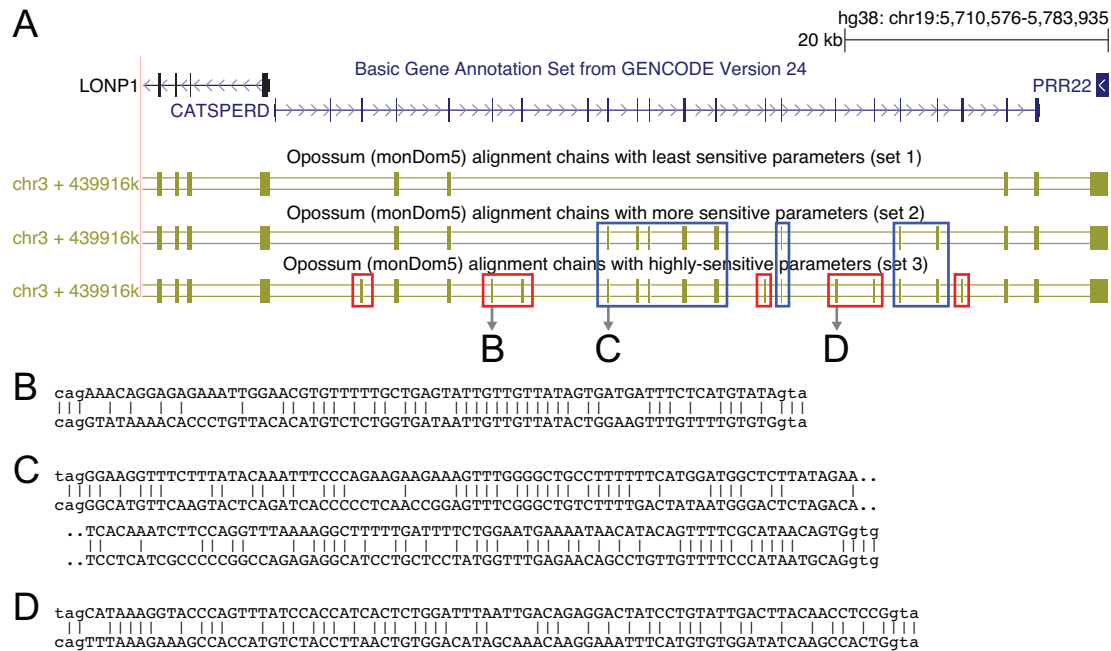 A
hg38: chr19:5,710,576-5,783,935
20 kb
Basic Gene Annotation Set from GENCODE Version 24
LONP1
PRR22
CATSPERD
Opossum (monDom5) alignment chains with least sensitive parameters (set 1)
chr3 + 439916k
Opossum (monDom5) alignment chains with more sensitive parameters (set 2)
chr3 + 439916k
Opossum (monDom5) alignment chains with highly-sensitive parameters (set 3)
chr3 + 439916k
B C D
B
cagAAACAGGAGAGAAATTGGAACGTGTTTTTGCTGAGTATTGTTGTTATAGTGATGATTTCTCATGTATAgta
cagGTATAAAACACCCTGTTACACATGTCTCTGGTGATAATTGTTGTTATACTGGAAGTTTGTTTTGTGTGgta
C
tagGGAAGGTTTCTTTATACAAATTTCCCAGAAGAAGAAAGTTTGGGGCTGCCTTTTTTCATGGATGGCTCTTATAGAA..
cagGGCATGTTCAAGTACTCAGATCACCCCCTCAACCGGAGTTTCGGGCTGTCTTTTGACTATAATGGGACTCTAGACA..
..TCACAAATCTTCCAGGTTTAAAAGGCTTTTTGATTTTCTGGAATGAAAATAACATACAGTTTTCGCATAACAGTGgtg
..TCCTCATCGCCCCCGGCCAGAGAGGCATCCTGCTCCTATGGTTTGAGAACAGCCTGTTGTTTTCCCATAATGCAGgtg
D
tagCATAAAGGTACCCAGTTTATCCACCATCACTCTGGATTTAATTGACAGAGGACTATCCTGTATTGACTTACAACCTCCGgta
cagTTTAAAGAAAGCCACCATGTCTACCTTAACTGTGGACATAGCAAACAAGGAAATTTCATGTGTGGATATCAAGCCACTGgta